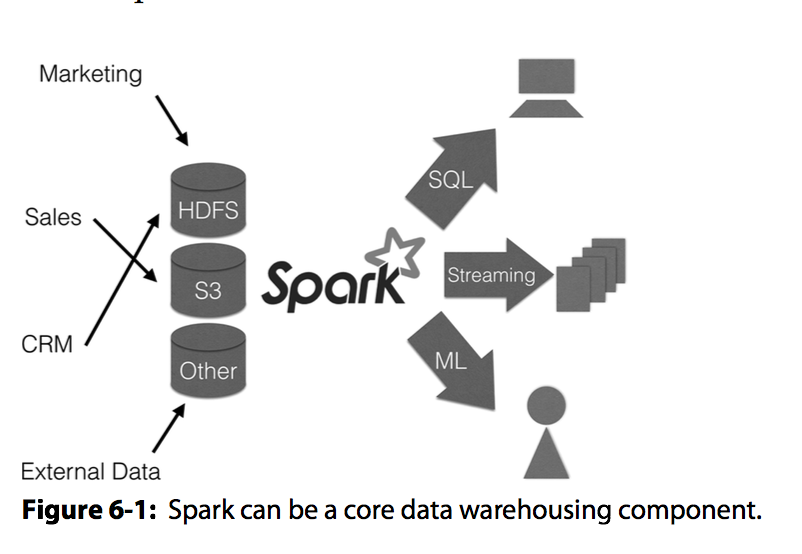 Marketing
Sales
CRM
External Data
HDFS
S3
Other
Spark
SQL
Streaming
ML
Figure 6-1: Spark can be a core data warehousing component.